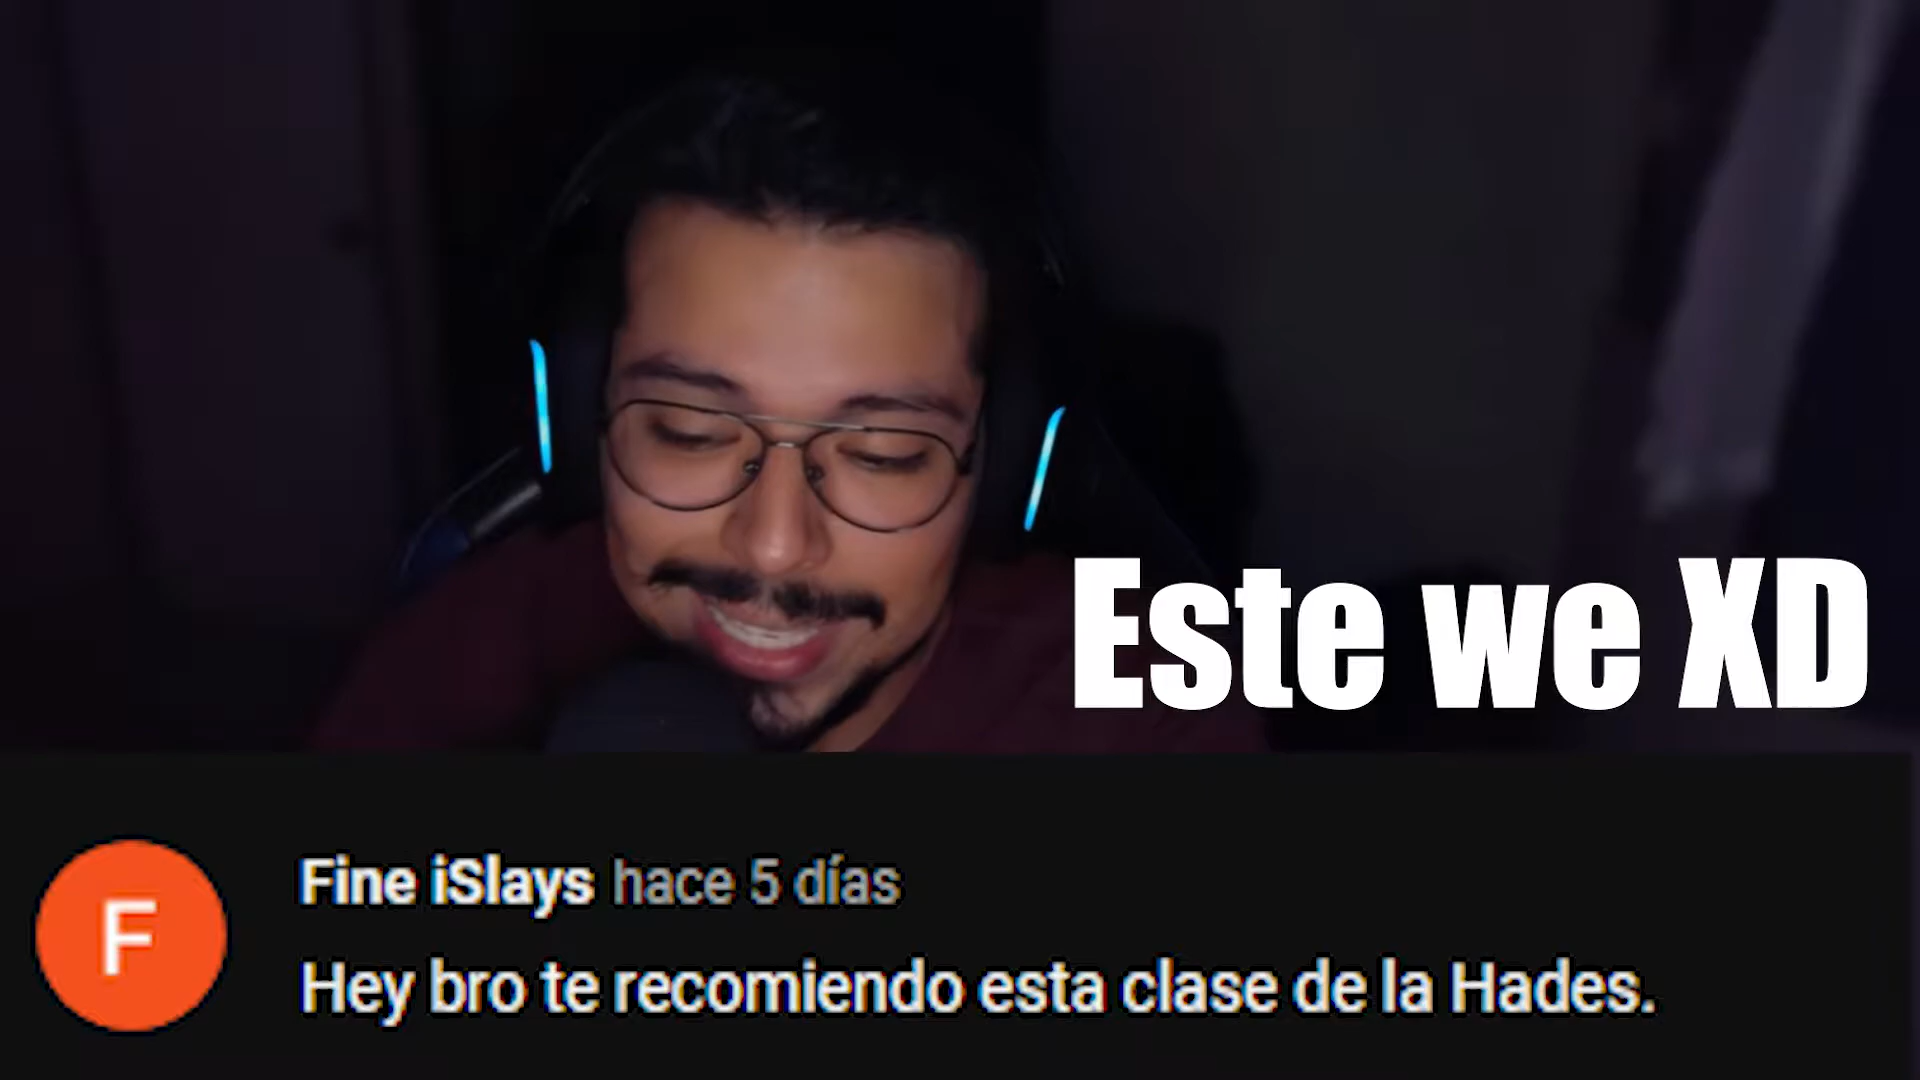 Este we XD
F
Fine iSlays hace 5 días
Hey bro te recomiendo esta clase de la Hades.